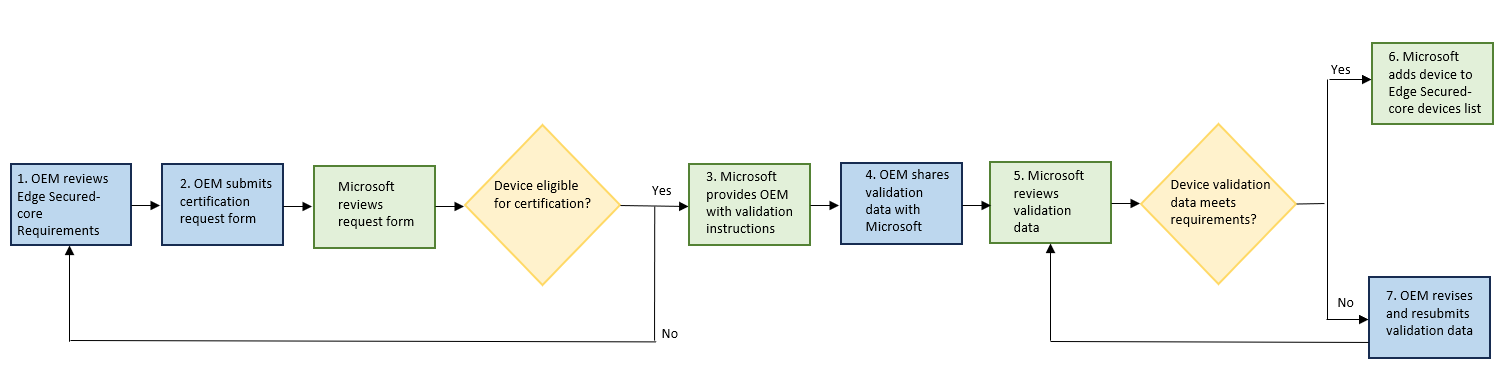 1. OEM reviews
Edge Secured-
core
Requirements
2. OEM submits
certification
request form
Microsoft
reviews
request form
Device eligible
for certification?
Yes
No
3. Microsoft
provides OEM
with validation
instructions
4. OEM shares
validation
data with
Microsoft
5. Microsoft
reviews
validation
data
Device validation
data meets
requirements?
Yes
6. Microsoft
adds device to
Edge Secured-
core devices list
No
7. OEM revises
and resubmits
validation data